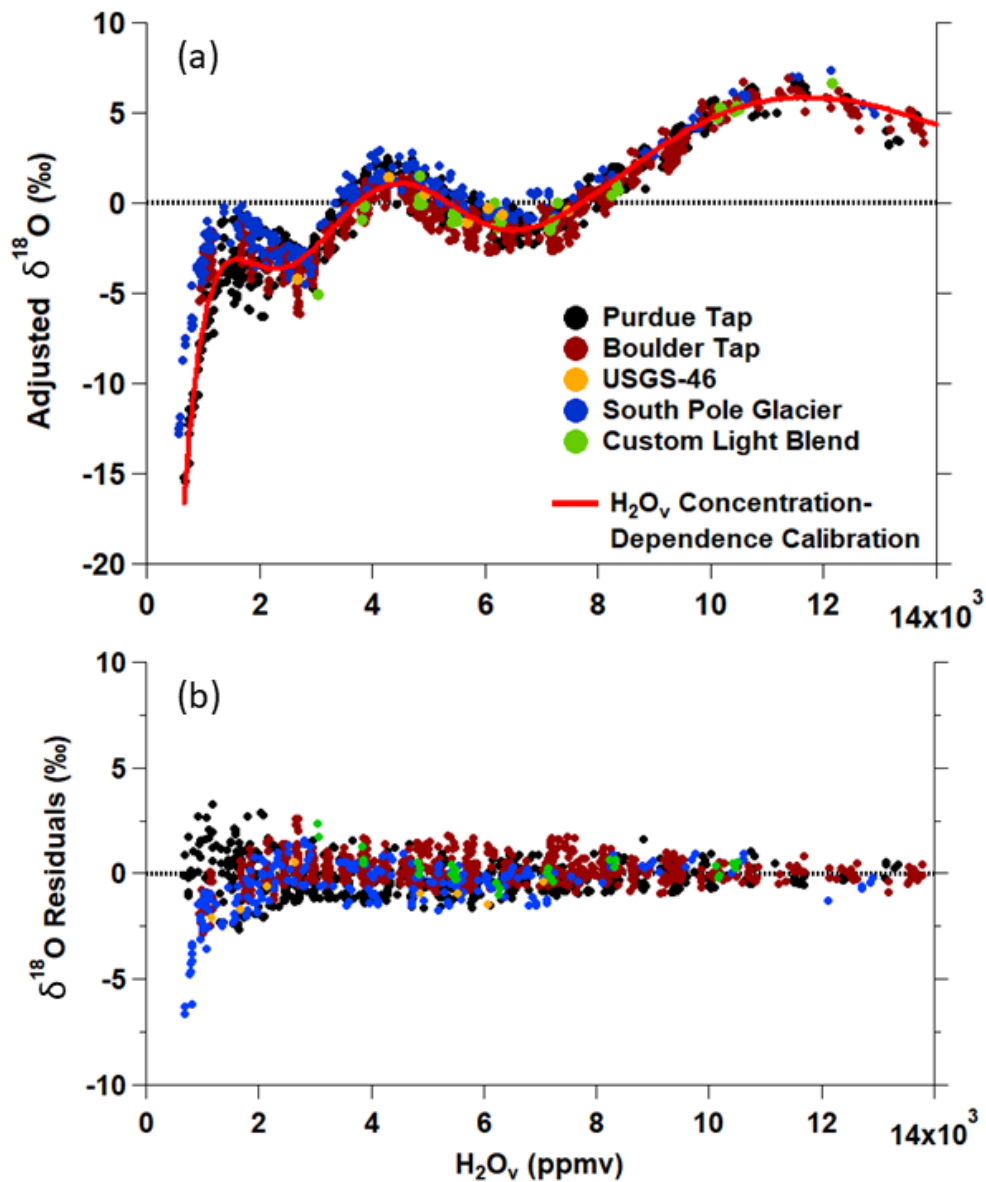 (a)
Adjusted δ¹⁸O (‰)
10
5
0
-5
-10
-15
-20
Purdue Tap
Boulder Tap
USGS-46
South Pole Glacier
Custom Light Blend
H₂Oᵥ Concentration-
Dependence Calibration
0 2 4 6 8 10 12 14x10³
(b)
δ¹⁸O Residuals (‰)
10
5
0
-5
-10
0 2 4 6 8 10 12 14x10³
H₂Oᵥ (ppmv)